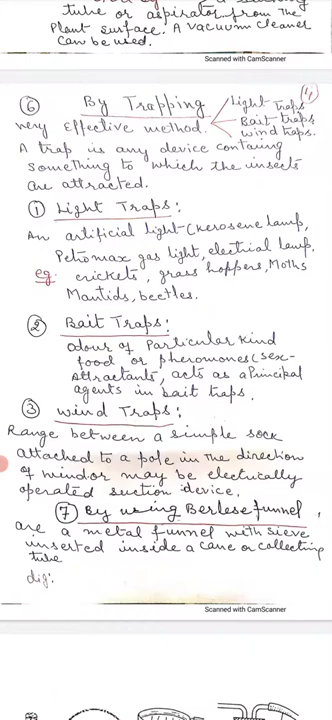 tube or aspirator from the
Plant surface. A vacuum cleaner
can be used.
Scanned with CamScanner
4
⑥ By Trapping Light Traps
very Effective method. Bait traps
wind traps.
A trap is any device containg
something to which the insects
are attracted.
① Light Traps:
An artificial light-(kerosene lamp,
Petromax gas light, electrial lamp.
eg. crickets, grass hoppers, Moths
Mantids, beetles.
② Bait Traps:
odour of Particular kind
food or pheromones (sex-
attractants, acts as a Principal
agents in bait traps.
③ wind Traps:
Range between a simple sock
attached to a pole in the direction
of wind or may be electrically
operated suction device.
⑦ By using Berlese funnel,
are a metal funnel with sieve
inserted inside a cane or collecting
tube
dig:
Scanned with CamScanner